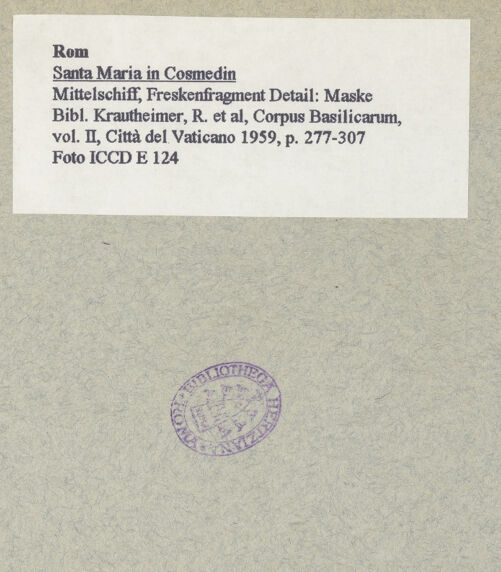 Rom
Santa Maria in Cosmedin
Mittelschiff, Freskenfragment Detail: Maske
Bibl. Krautheimer, R. et al, Corpus Basilicarum,
vol. II, Città del Vaticano 1959, p. 277-307
Foto ICCD E 124
BIBLIOTHECA HERTZIANA
ROMA